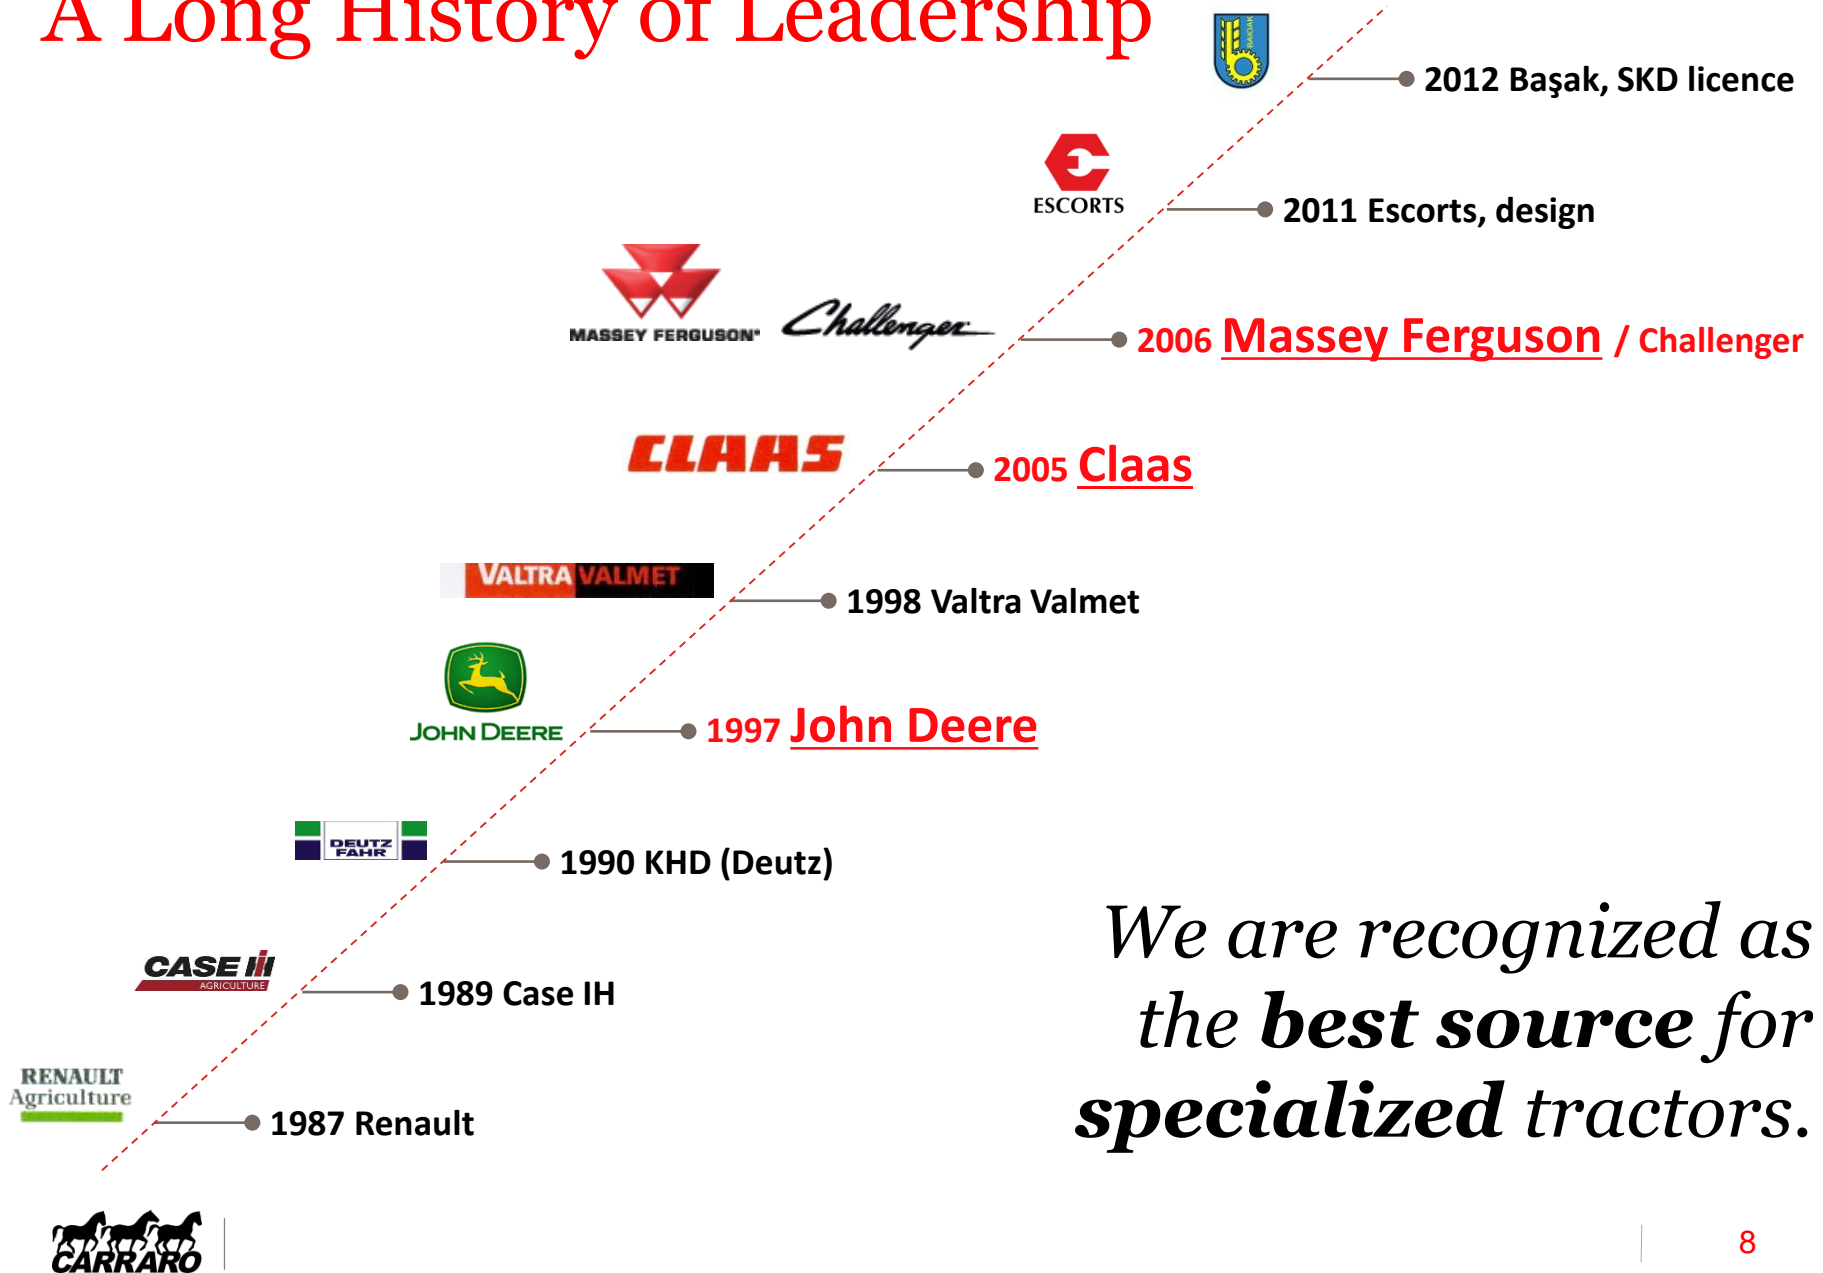 A Long History of Leadership
BAŞAK
2012 Başak, SKD licence
ESCORTS
2011 Escorts, design
MASSEY FERGUSON
Challenger
2006 Massey Ferguson / Challenger
CLAAS
2005 Claas
VALTRA VALMET
1998 Valtra Valmet
JOHN DEERE
1997 John Deere
DEUTZ
FAHR
1990 KHD (Deutz)
CASE IH
AGRICULTURE
1989 Case IH
RENAULT
Agriculture
1987 Renault
We are recognized as
the best source for
specialized tractors.
CARRARO
8